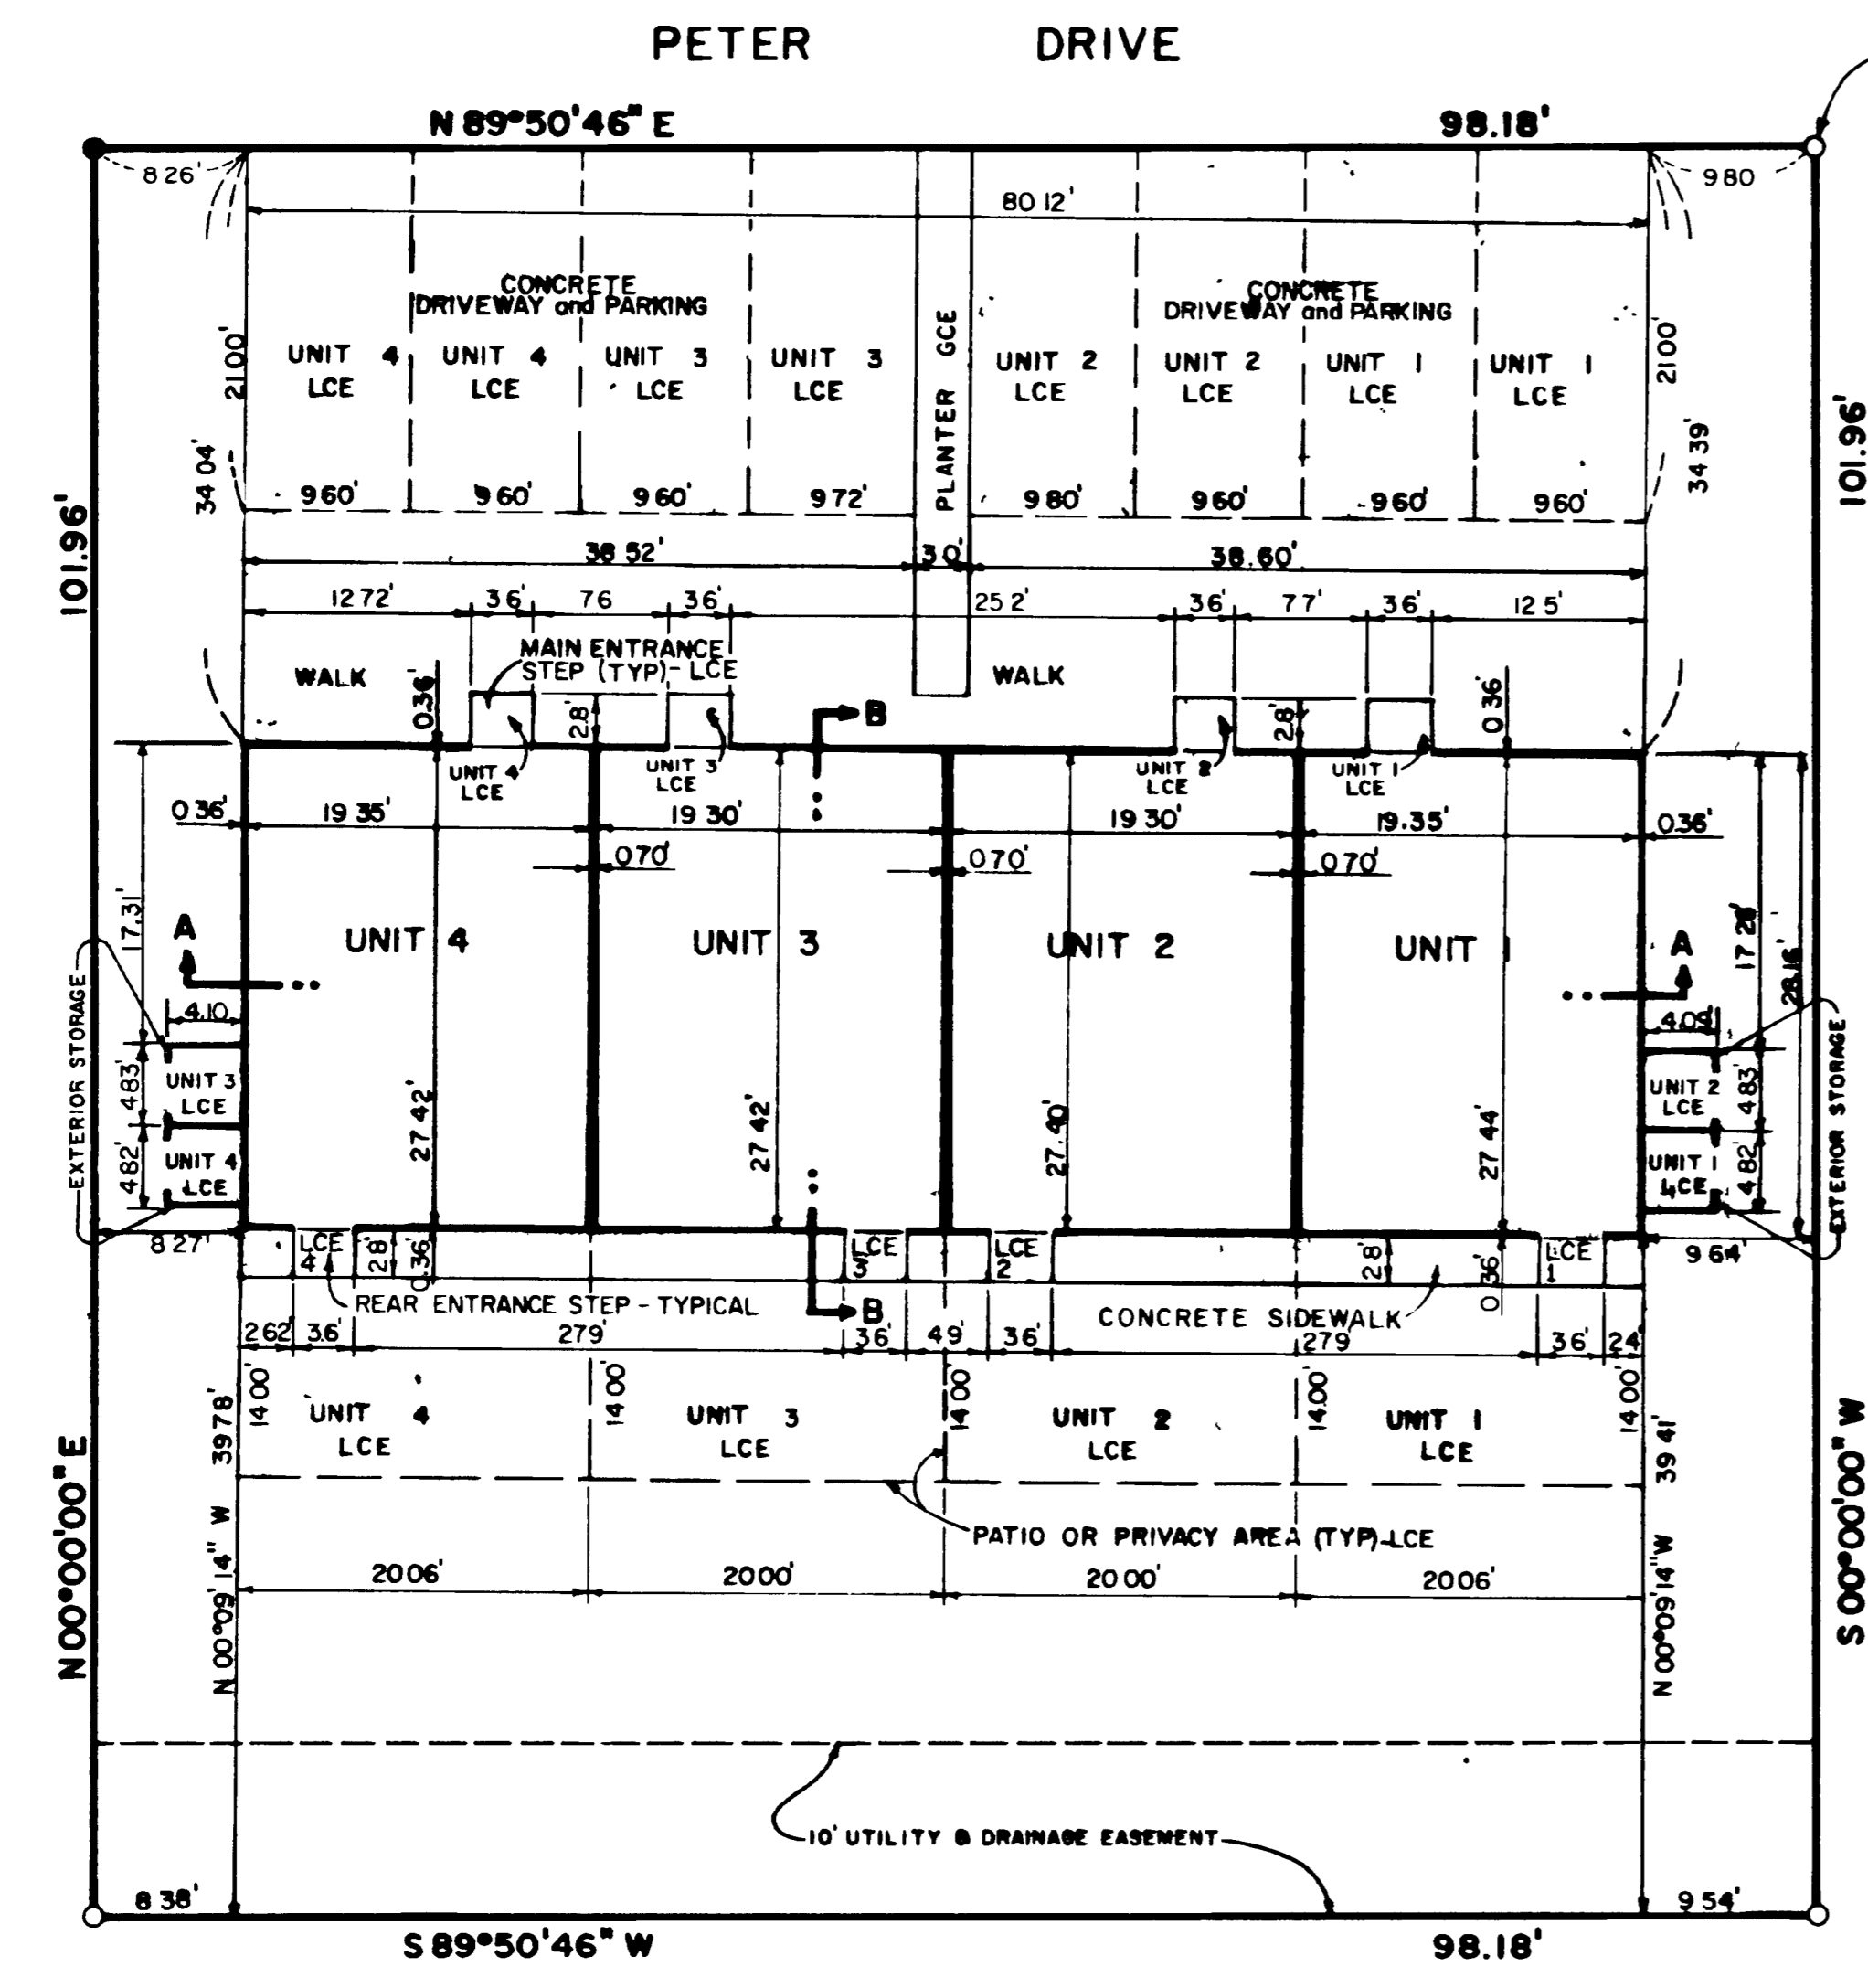 PETER DRIVE
N 89°50'46" E 98.18'
8 26' 9 80
80 12'
CONCRETE
DRIVEWAY and PARKING
CONCRETE
DRIVEWAY and PARKING
21 00'
UNIT 4
LCE
UNIT 4
LCE
UNIT 3
LCE
UNIT 3
LCE
PLANTER GCE
UNIT 2
LCE
UNIT 2
LCE
UNIT 1
LCE
UNIT 1
LCE
21 00'
34 04'
34 39'
101.96'
101.96'
9 60' 9 60' 9 60' 9 72' 9 80' 9 60' 9 60' 9 60'
38 52' 3 0' 38.60'
12 72' 3 6' 7 6 3 6' 25 2' 3 6' 7 7' 3 6' 12 5'
MAIN ENTRANCE
STEP (TYP)-LCE
WALK
WALK
0.36'
2.8'
B
2.8'
0 36'
UNIT 4
LCE
UNIT 3
LCE
UNIT 2
LCE
UNIT 1
LCE
0 36' 19 35' 19 30' 19 30' 19.35' 0 36'
0 70' 0 70' 0 70'
17.31'
A
UNIT 4
UNIT 3
UNIT 2
UNIT 1
A
17 28'
28.16'
4.10
4.09
EXTERIOR STORAGE
EXTERIOR STORAGE
4 83'
UNIT 3
LCE
UNIT 2
LCE
4 83'
4 82'
UNIT 4
LCE
UNIT 1
LCE
4 82'
27 42'
27 42'
27.40'
27 44'
8 27'
9 64'
LCE
4
2 8'
0.36'
LCE
3
LCE
2
2 8'
0 36'
LCE
1
REAR ENTRANCE STEP - TYPICAL
B
CONCRETE SIDEWALK
2 62' 3 6' 27 9' 3 6' 4 9' 3 6' 27 9' 3 6' 2 4'
14 00'
14 00'
14 00'
14.00'
14 00'
39 78'
39 41'
UNIT 4
LCE
UNIT 3
LCE
UNIT 2
LCE
UNIT 1
LCE
PATIO OR PRIVACY AREA (TYP)-LCE
20 06' 20 00' 20 00' 20 06'
N 00°00'00" E
N 00°09'14" W
N 00°09'14" W
S 00°00'00" W
10' UTILITY & DRAINAGE EASEMENT
8 38' 9 54'
S 89°50'46" W 98.18'